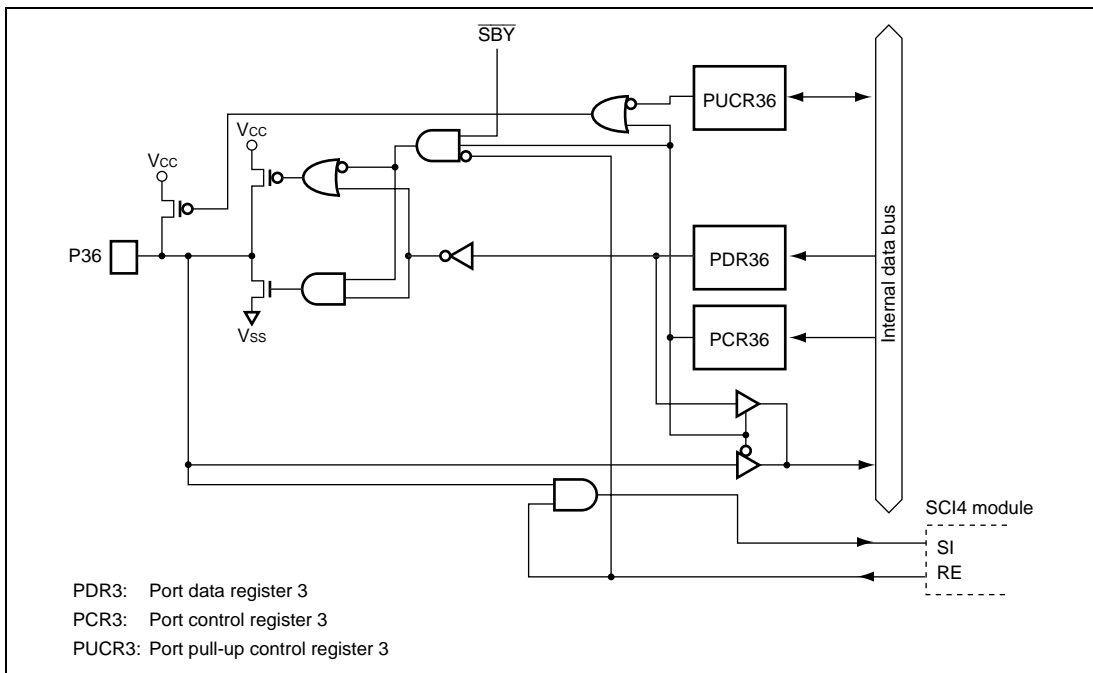 SBY
PUCR36
VCC
VCC
P36
PDR36
Internal data bus
PCR36
VSS
SCI4 module
SI
RE
PDR3: Port data register 3
PCR3: Port control register 3
PUCR3: Port pull-up control register 3